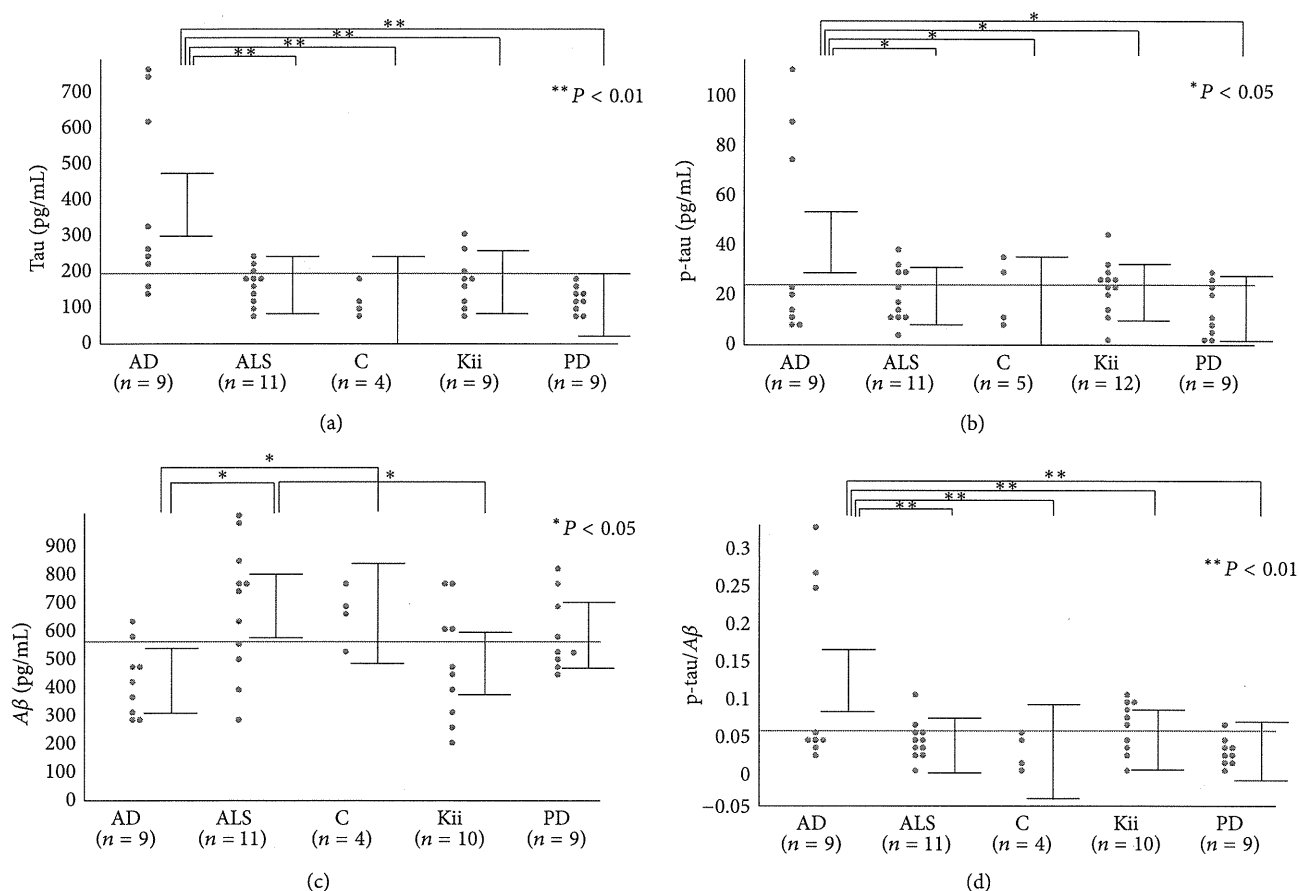 **
**
**
**
** P < 0.01
700
600
500
400
300
200
100
0
Tau (pg/mL)
AD ALS C Kii PD
(n = 9) (n = 11) (n = 4) (n = 9) (n = 9)
(a)
*
*
*
*
* P < 0.05
100
80
60
40
20
0
p-tau (pg/mL)
AD ALS C Kii PD
(n = 9) (n = 11) (n = 5) (n = 12) (n = 9)
(b)
*
* *
* P < 0.05
900
800
700
600
500
400
300
200
100
0
Aβ (pg/mL)
AD ALS C Kii PD
(n = 9) (n = 11) (n = 4) (n = 10) (n = 9)
(c)
**
**
**
**
** P < 0.01
0.3
0.25
0.2
0.15
0.1
0.05
0
−0.05
p-tau/Aβ
AD ALS C Kii PD
(n = 9) (n = 11) (n = 4) (n = 10) (n = 9)
(d)